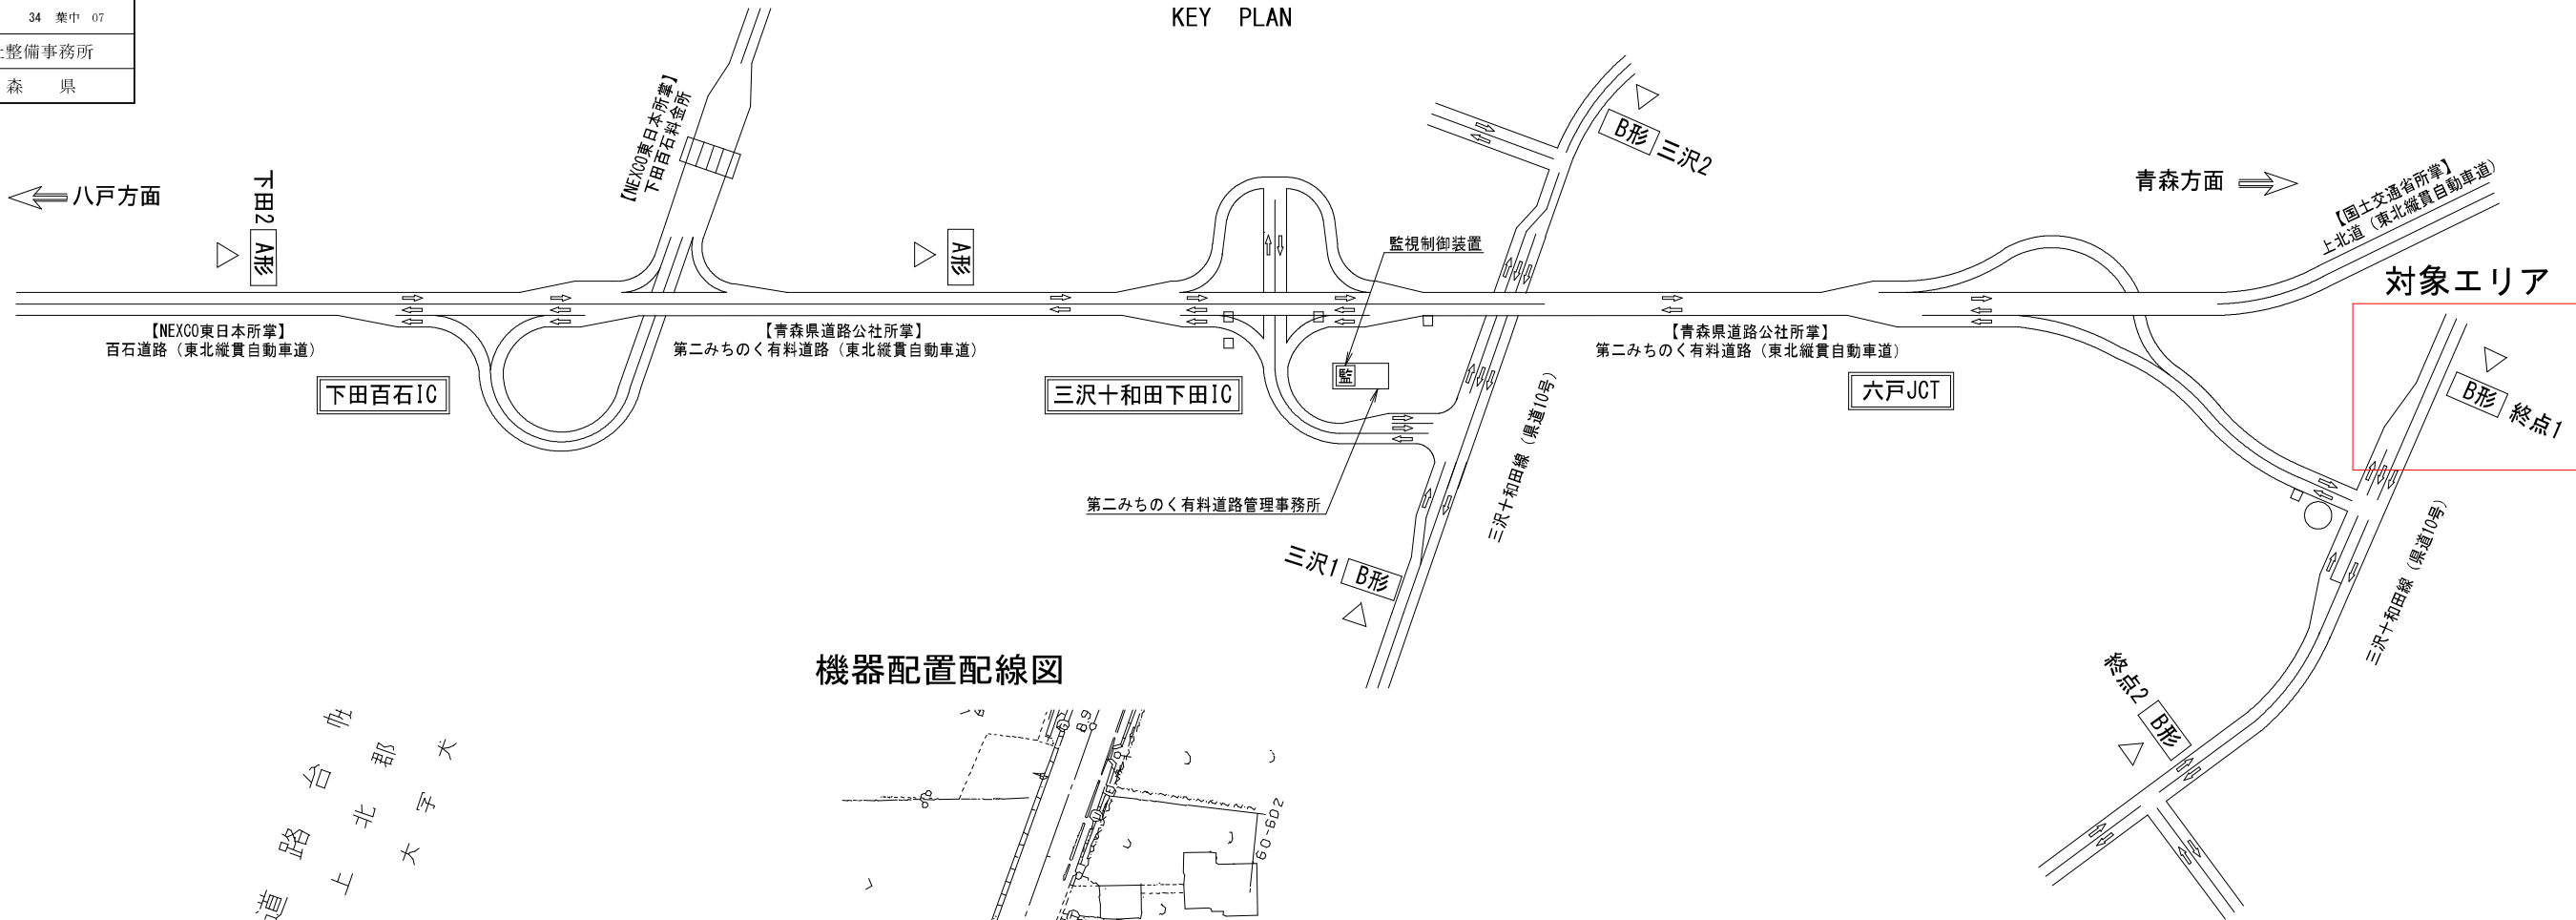 34 葉中 07
整備事務所
森 県
KEY PLAN
八戸方面
下田2
A形
【NEXCO東日本所掌】
下田百石料金所
A形
監視制御装置
B形
三沢2
青森方面
【国土交通省所掌】
上北道（東北縦貫自動車道）
対象エリア
【NEXCO東日本所掌】
百石道路（東北縦貫自動車道）
【青森県道路公社所掌】
第二みちのく有料道路（東北縦貫自動車道）
【青森県道路公社所掌】
第二みちのく有料道路（東北縦貫自動車道）
下田百石IC
三沢十和田下田IC
監
六戸JCT
B形
終点1
三沢十和田線（県道10号）
第二みちのく有料道路管理事務所
三沢1
B形
三沢十和田線（県道10号）
終点2
B形
機器配置配線図
道路台帳
上北郡
大字犬
60-602